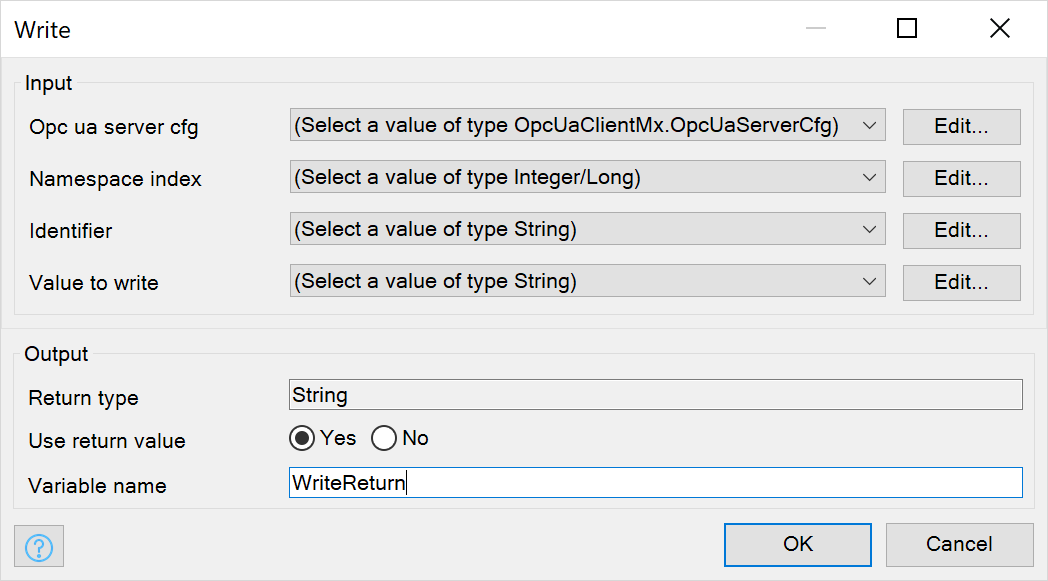 Write
Input
Opc ua server cfg (Select a value of type OpcUaClientMx.OpcUaServerCfg) Edit...
Namespace index (Select a value of type Integer/Long) Edit...
Identifier (Select a value of type String) Edit...
Value to write (Select a value of type String) Edit...
Output
Return type String
Use return value Yes No
Variable name WriteReturn
? OK Cancel